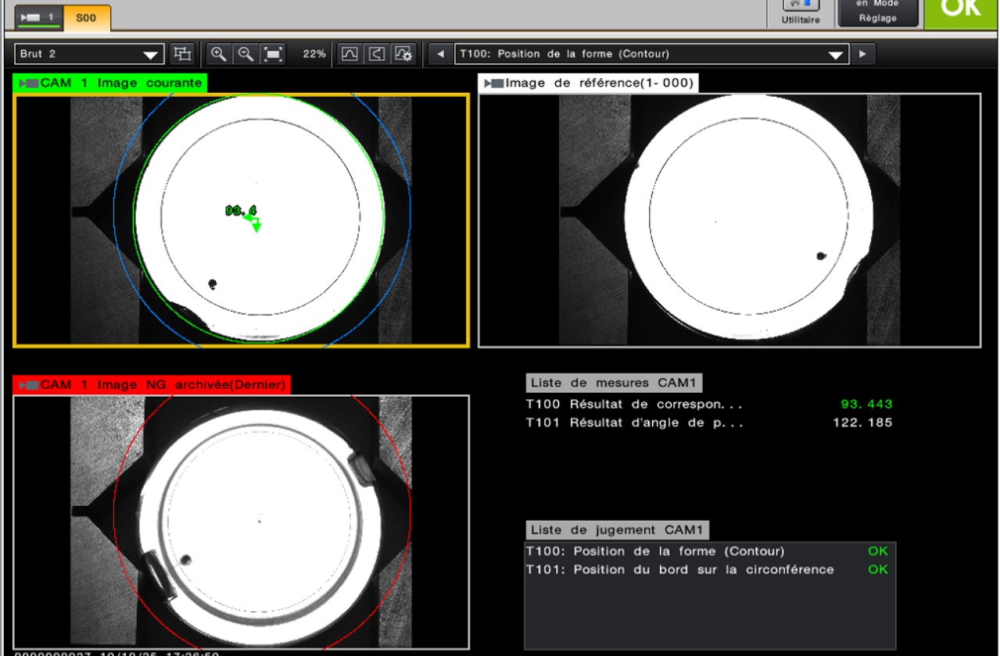 1
S00
Utilitaire
en Mode
Règlage
OK
Brut 2
22%
T100: Position de la forme (Contour)
CAM 1 Image courante
Image de référence(1-000)
93.4
CAM 1 Image NG archivée(Dernier)
Liste de mesures CAM1
T100 Résultat de correspon... 93.443
T101 Résultat d'angle de p... 122.185
Liste de jugement CAM1
T100: Position de la forme (Contour) OK
T101: Position du bord sur la circonférence OK